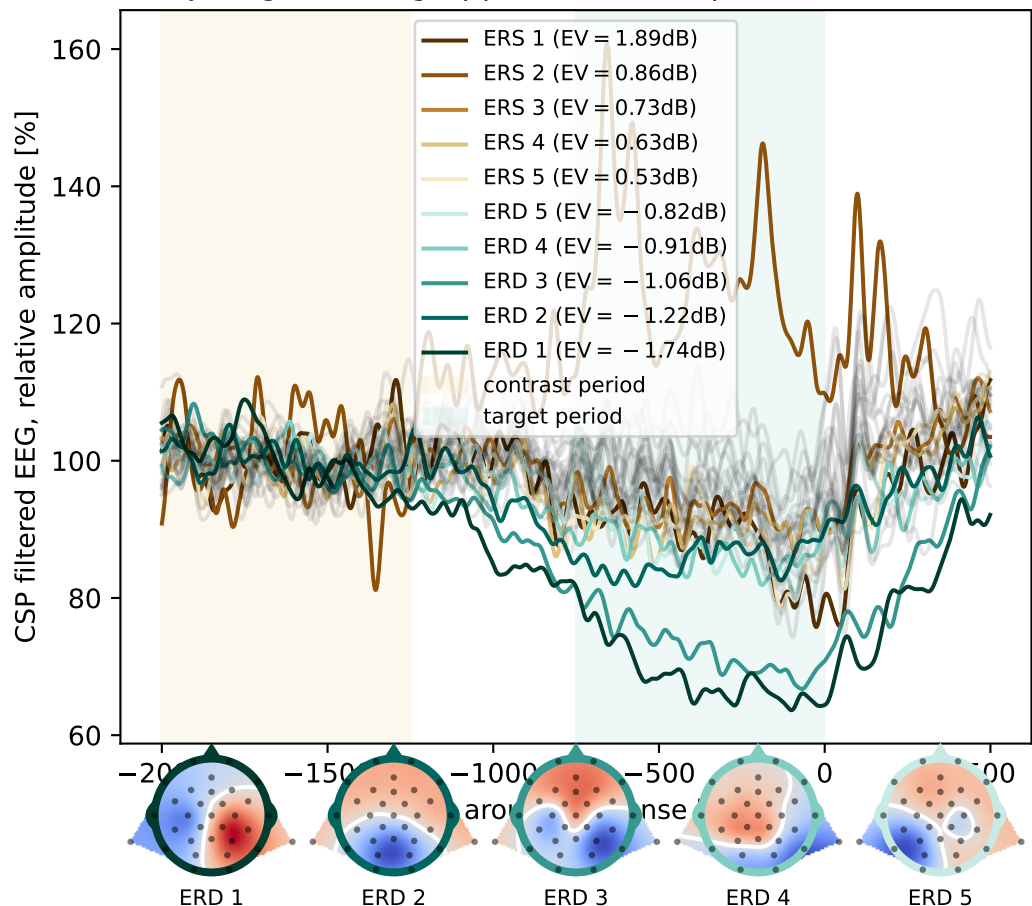 160
140
120
100
80
60
CSP filtered EEG, relative amplitude [%]
ERS 1 (EV = 1.89dB)
ERS 2 (EV = 0.86dB)
ERS 3 (EV = 0.73dB)
ERS 4 (EV = 0.63dB)
ERS 5 (EV = 0.53dB)
ERD 5 (EV = −0.82dB)
ERD 4 (EV = −0.91dB)
ERD 3 (EV = −1.06dB)
ERD 2 (EV = −1.22dB)
ERD 1 (EV = −1.74dB)
contrast period
target period
−1000 −500 0
ERD 1 ERD 2 ERD 3 ERD 4 ERD 5